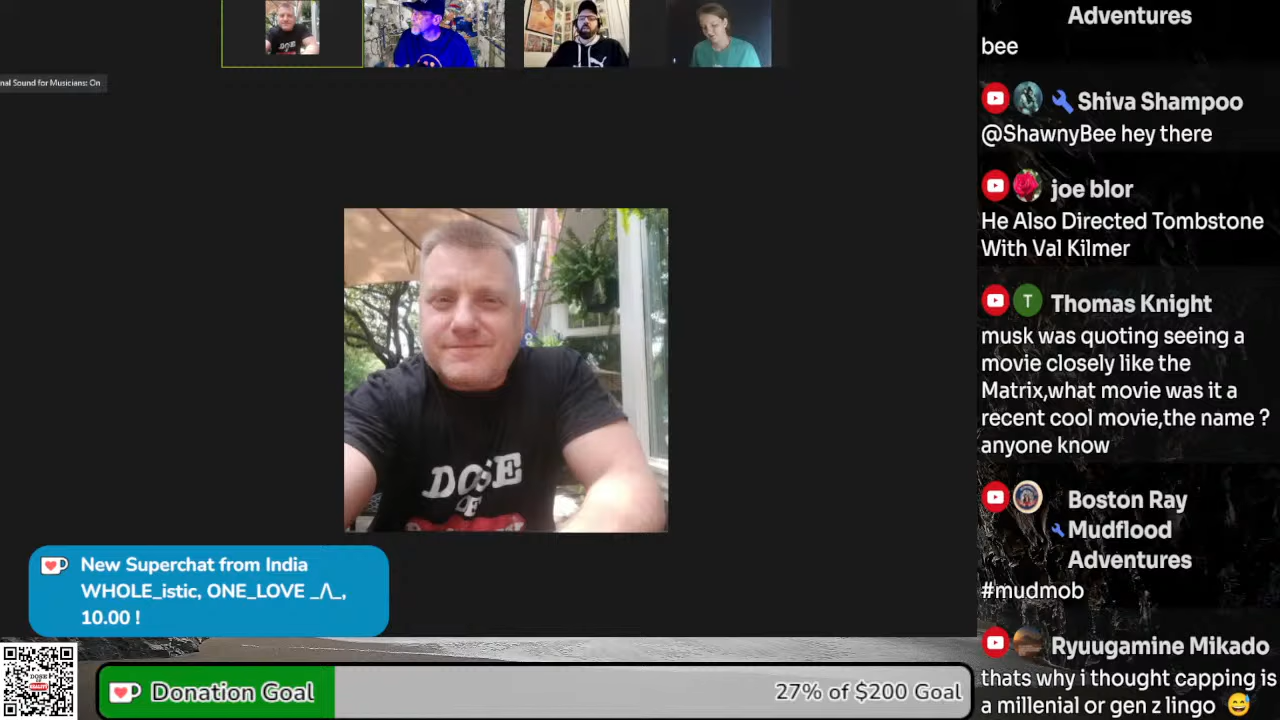 nal Sound for Musicians: On
DOSE
OF
New Superchat from India
WHOLE_istic, ONE_LOVE _/\_,
10.00 !
DOSE
Donation Goal
27% of $200 Goal
Adventures
bee
Shiva Shampoo
@ShawnyBee hey there
joe blor
He Also Directed Tombstone
With Val Kilmer
T Thomas Knight
musk was quoting seeing a
movie closely like the
Matrix,what movie was it a
recent cool movie,the name ?
anyone know
Boston Ray
Mudflood
Adventures
#mudmob
Ryuugamine Mikado
thats why i thought capping is
a millenial or gen z lingo 😅